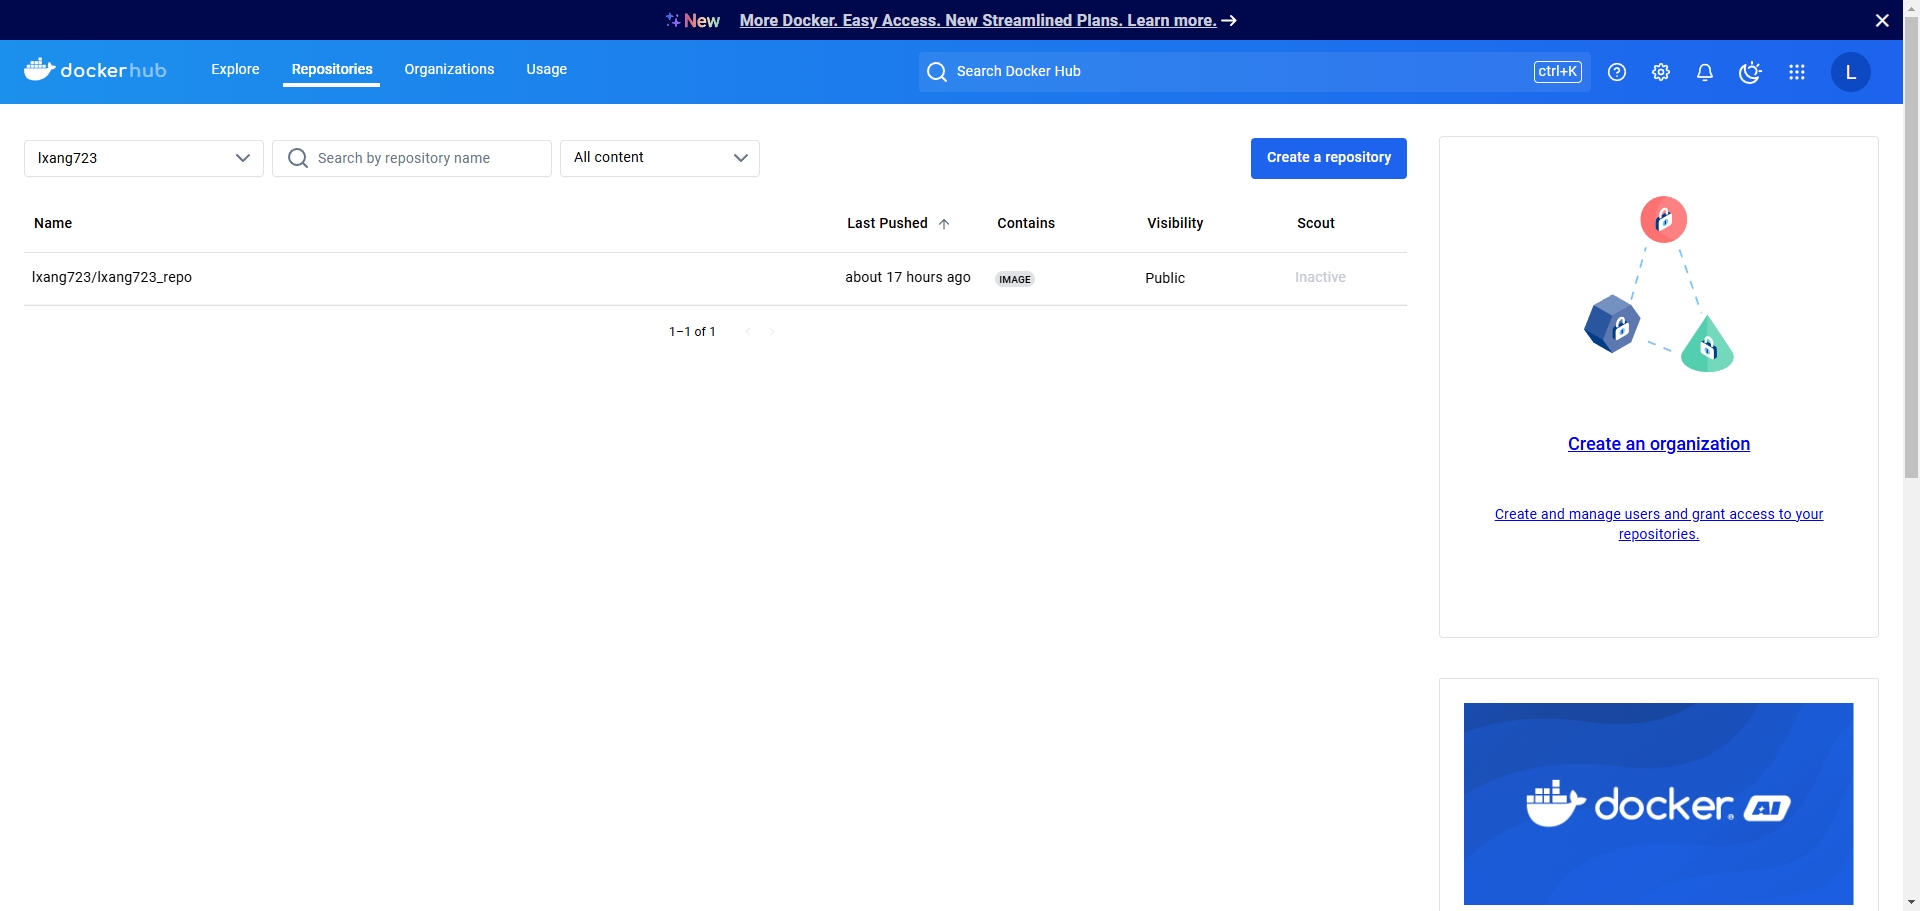 New More Docker. Easy Access. New Streamlined Plans. Learn more. →
dockerhub Explore Repositories Organizations Usage Search Docker Hub ctrl+K L
lxang723 Search by repository name All content Create a repository
Name Last Pushed Contains Visibility Scout
lxang723/lxang723_repo about 17 hours ago IMAGE Public Inactive
1–1 of 1
Create an organization
Create and manage users and grant access to your
repositories.
docker. AI